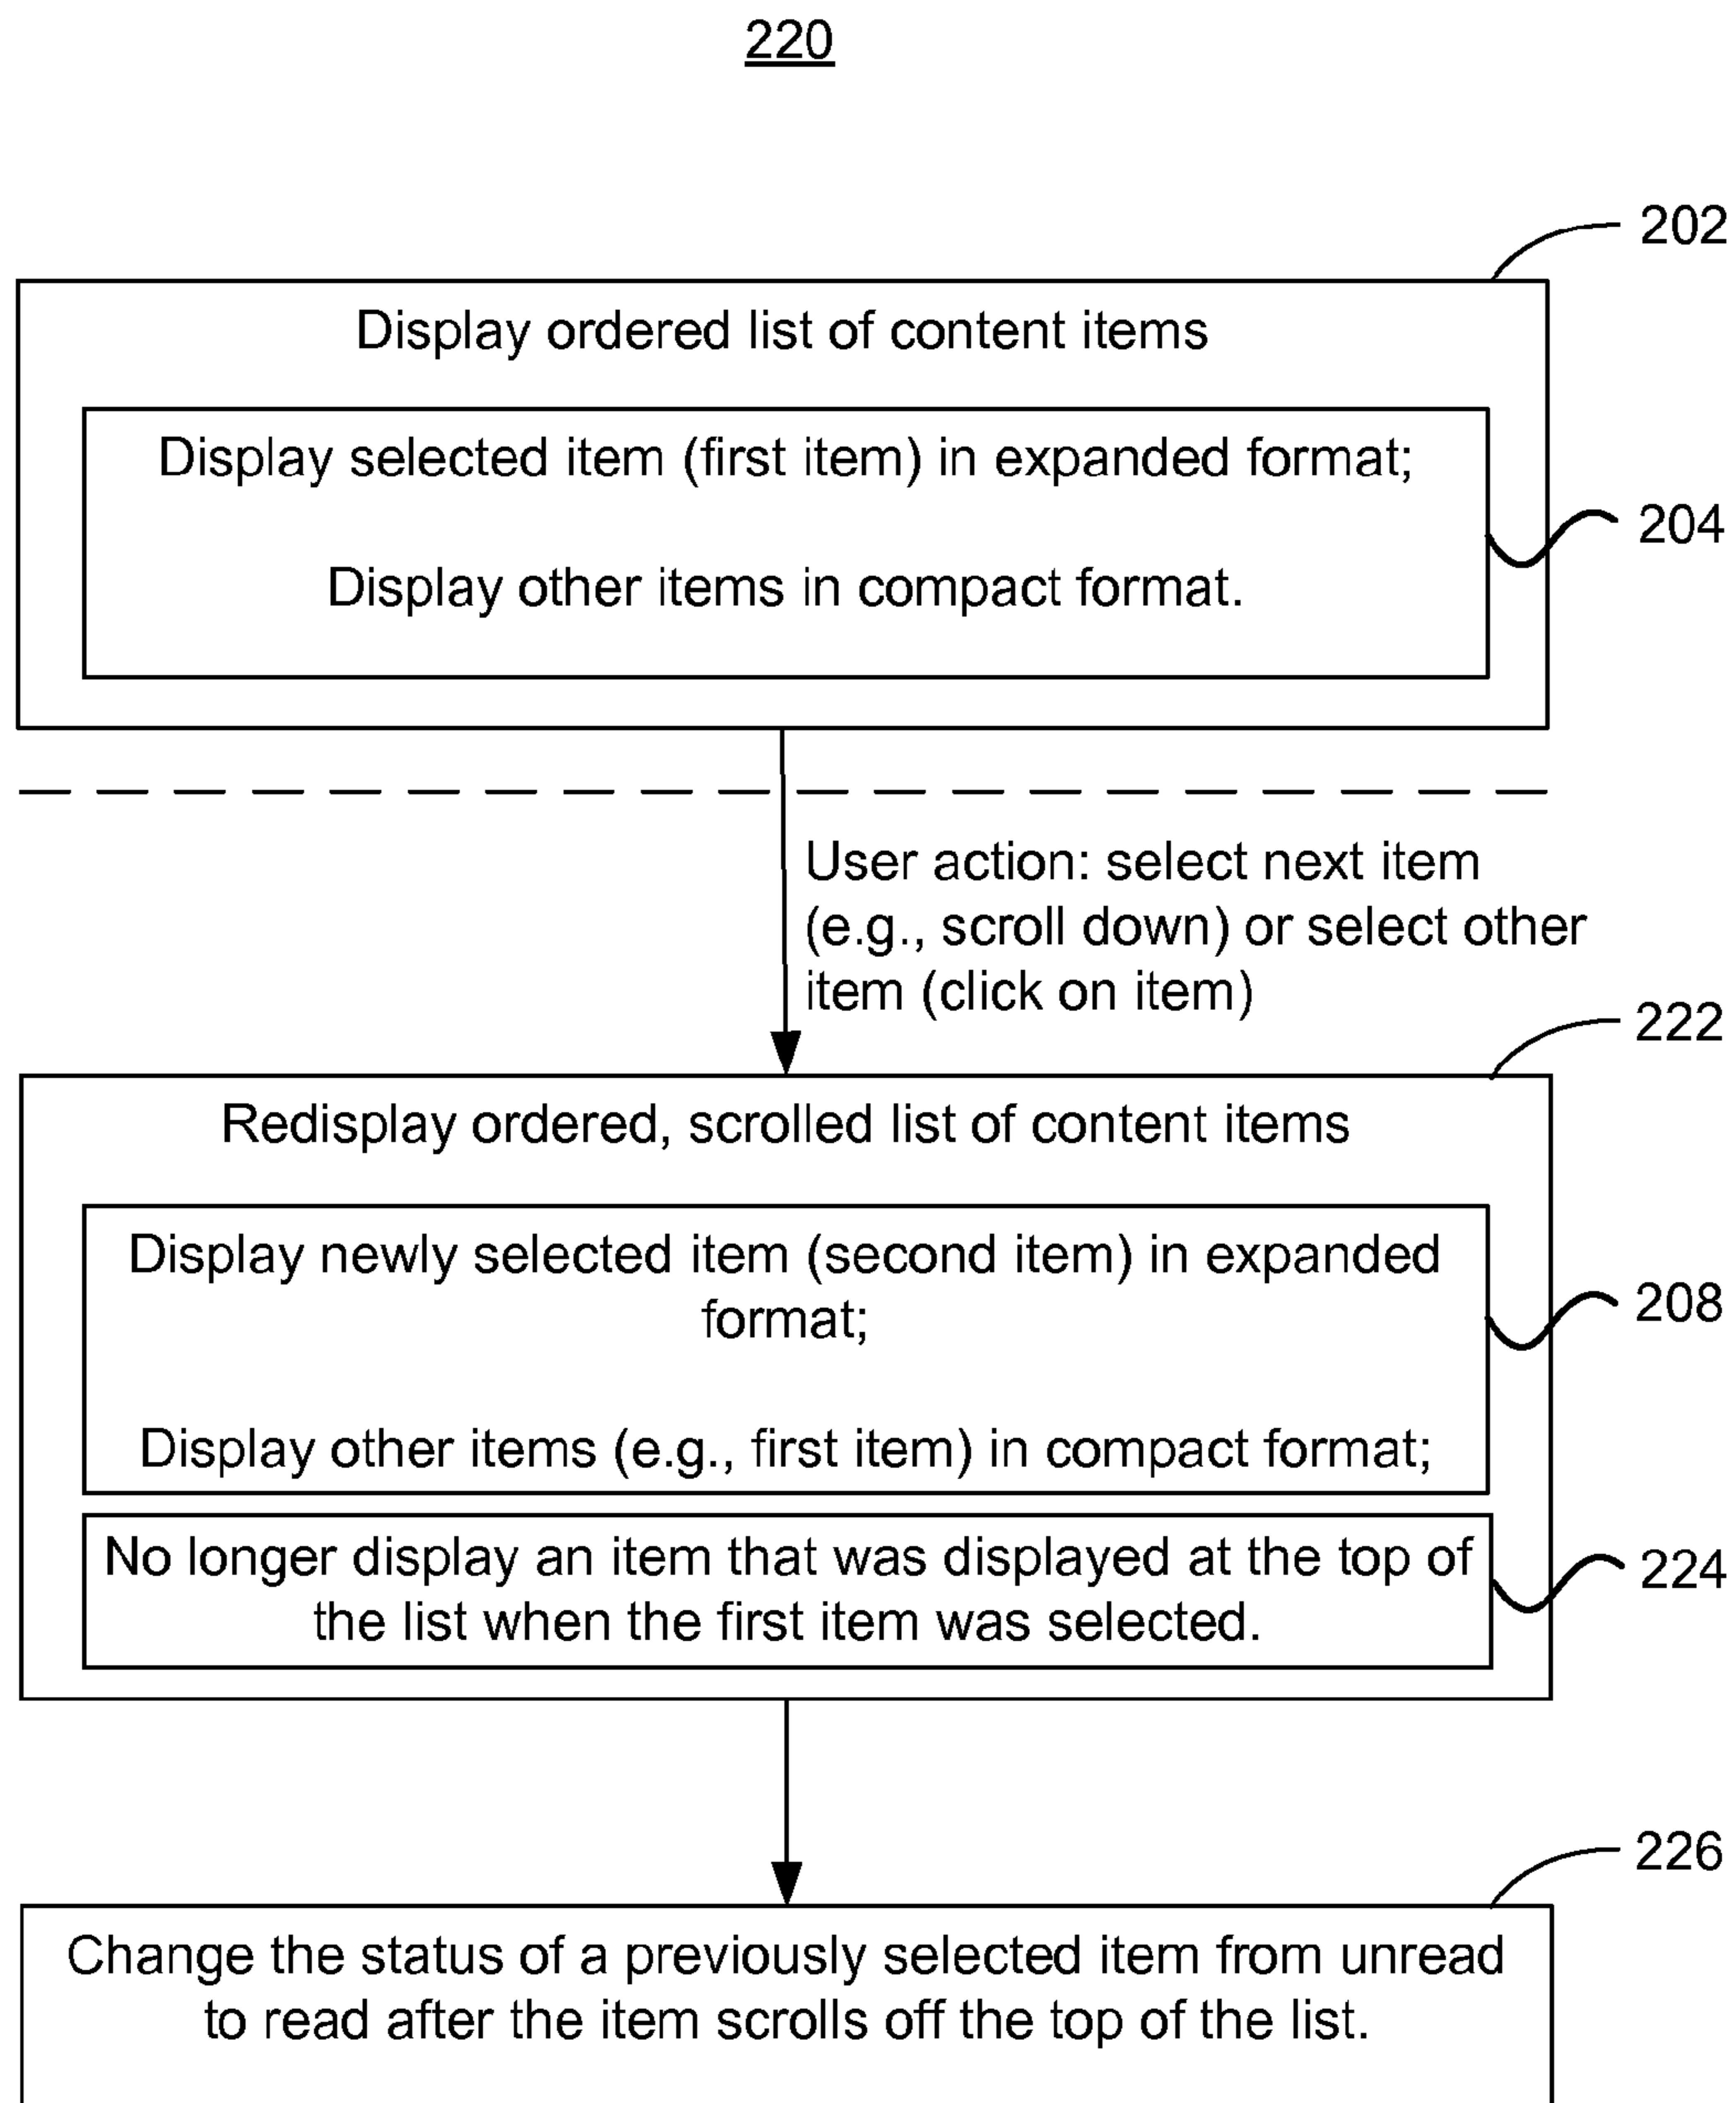 220
202
Display ordered list of content items
Display selected item (first item) in expanded format;
204
Display other items in compact format.
User action: select next item
(e.g., scroll down) or select other
item (click on item)
222
Redisplay ordered, scrolled list of content items
Display newly selected item (second item) in expanded
format;
208
Display other items (e.g., first item) in compact format;
No longer display an item that was displayed at the top of
the list when the first item was selected.
224
226
Change the status of a previously selected item from unread
to read after the item scrolls off the top of the list.